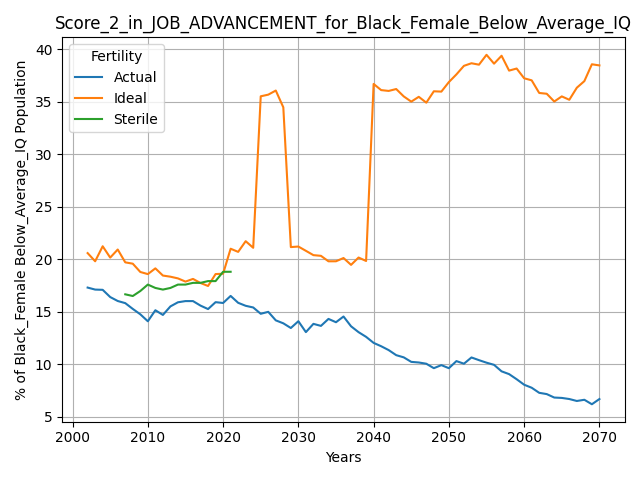 Score_2_in_JOB_ADVANCEMENT_for_Black_Female_Below_Average_IQ
Fertility
Actual
Ideal
Sterile
% of Black_Female Below_Average_IQ Population
40
35
30
25
20
15
10
5
2000 2010 2020 2030 2040 2050 2060 2070
Years